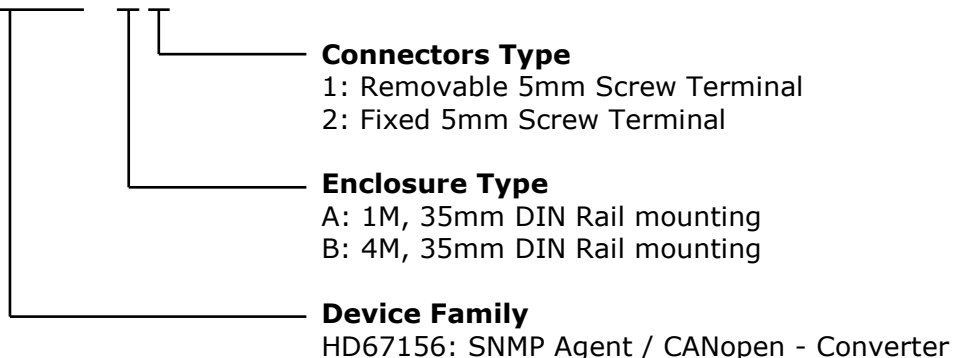 Connectors Type
1: Removable 5mm Screw Terminal
2: Fixed 5mm Screw Terminal
Enclosure Type
A: 1M, 35mm DIN Rail mounting
B: 4M, 35mm DIN Rail mounting
Device Family
HD67156: SNMP Agent / CANopen - Converter